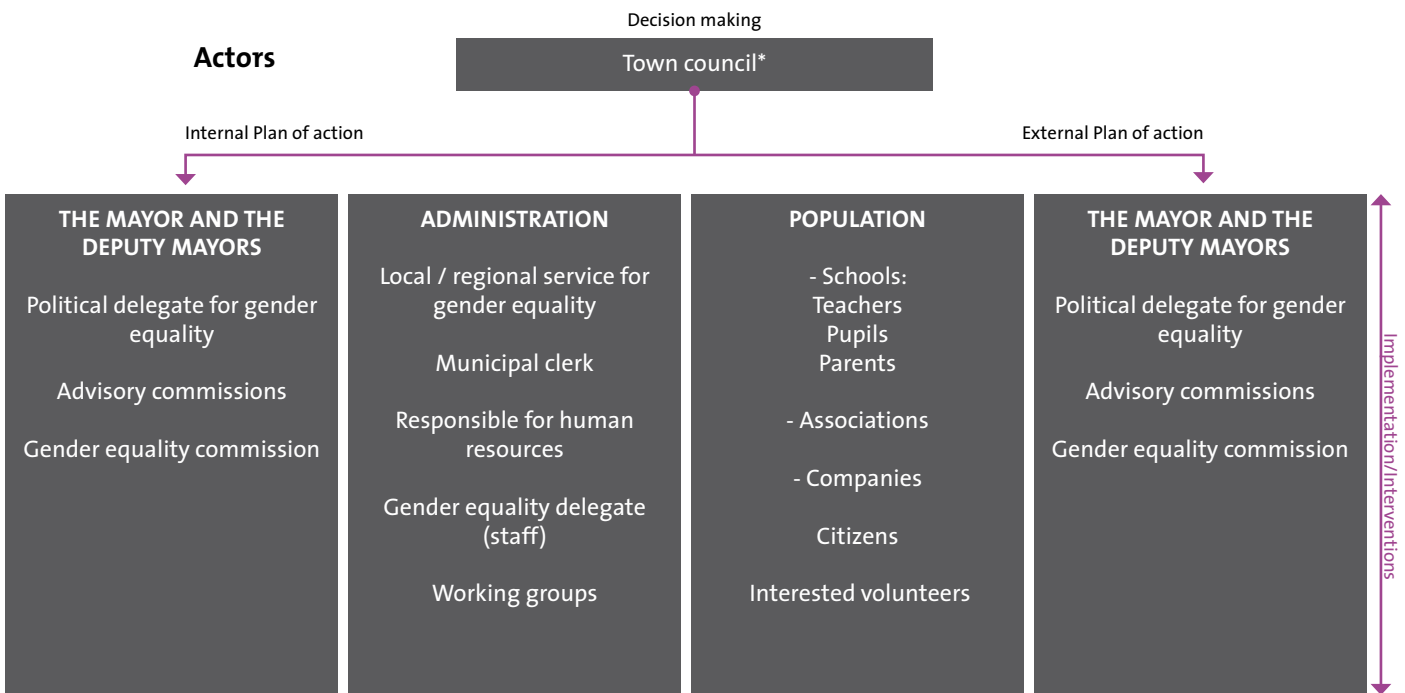 Decision making
Actors
Town council*
Internal Plan of action
External Plan of action
THE MAYOR AND THE
DEPUTY MAYORS
Political delegate for gender
equality
Advisory commissions
Gender equality commission
ADMINISTRATION
Local / regional service for
gender equality
Municipal clerk
Responsible for human
resources
Gender equality delegate
(staff)
Working groups
POPULATION
- Schools:
Teachers
Pupils
Parents
- Associations
- Companies
Citizens
Interested volunteers
THE MAYOR AND THE
DEPUTY MAYORS
Political delegate for gender
equality
Advisory commissions
Gender equality commission
Implementation/Interventions